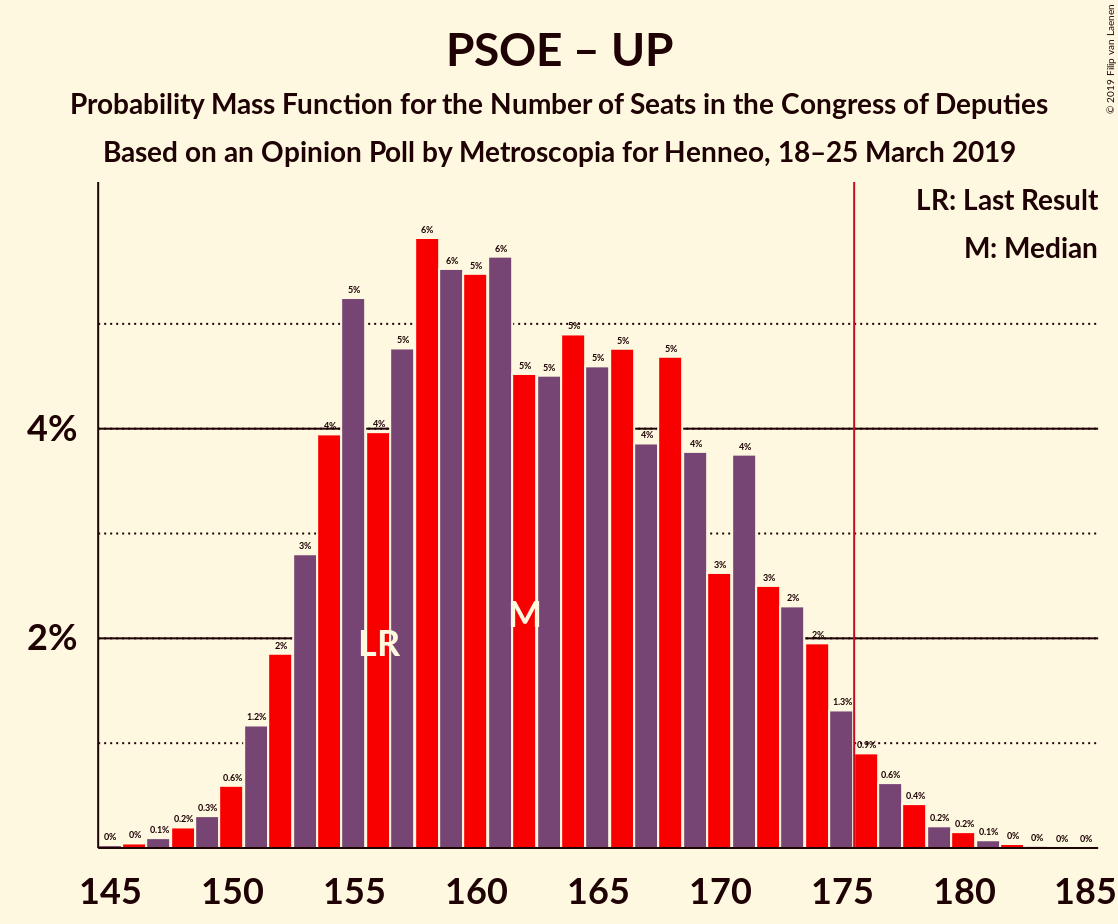 PSOE – UP
Probability Mass Function for the Number of Seats in the Congress of Deputies
Based on an Opinion Poll by Metroscopia for Henneo, 18–25 March 2019
© 2019 Filip van Laenen
LR: Last Result
M: Median
4%
2%
0% 0% 0.1% 0.2% 0.3% 0.6% 1.2% 2% 3% 4% 5% 4% 5% 6% 6% 5% 6% 5% 5% 5% 5% 5% 4% 5% 4% 3% 4% 3% 2% 2% 1.3% 0.9% 0.6% 0.4% 0.2% 0.2% 0.1% 0% 0% 0% 0%
LR
M
145 150 155 160 165 170 175 180 185